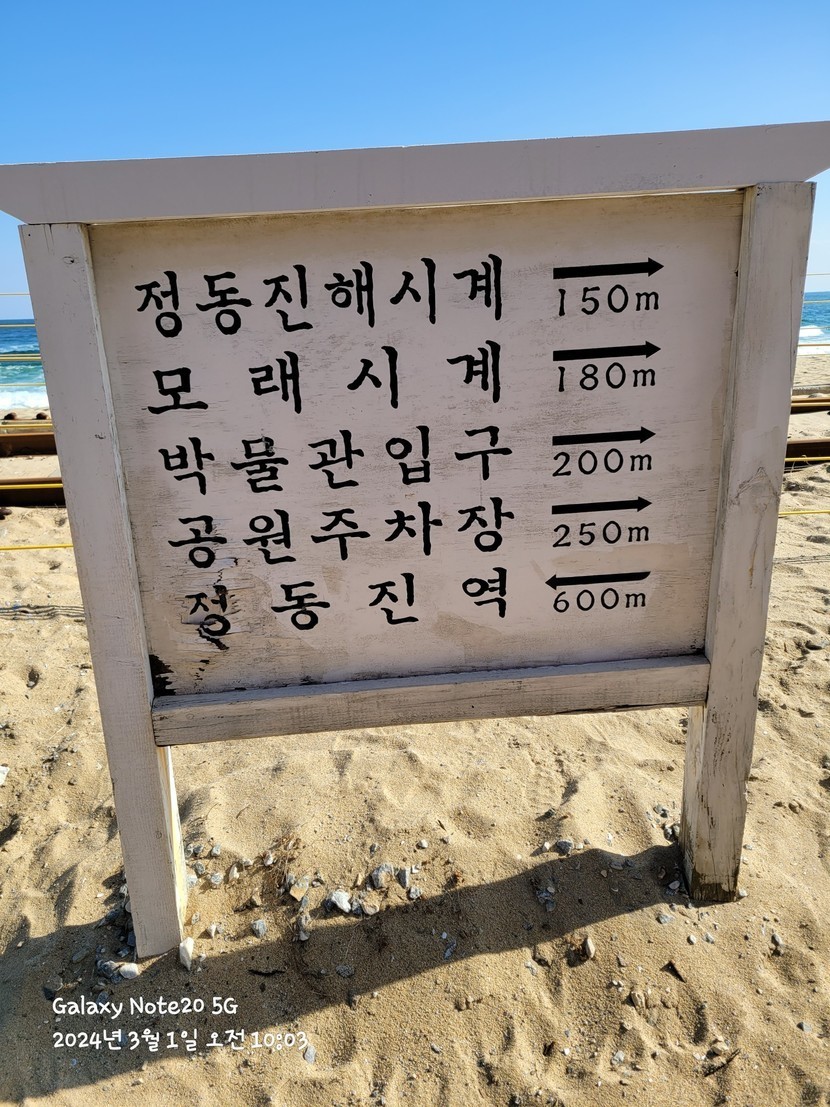 정동진해시계 → 150m
모래시계 → 180m
박물관입구 → 200m
공원주차장 → 250m
정동진역 ← 600m
Galaxy Note20 5G
2024년 3월 1일 오전 10:03